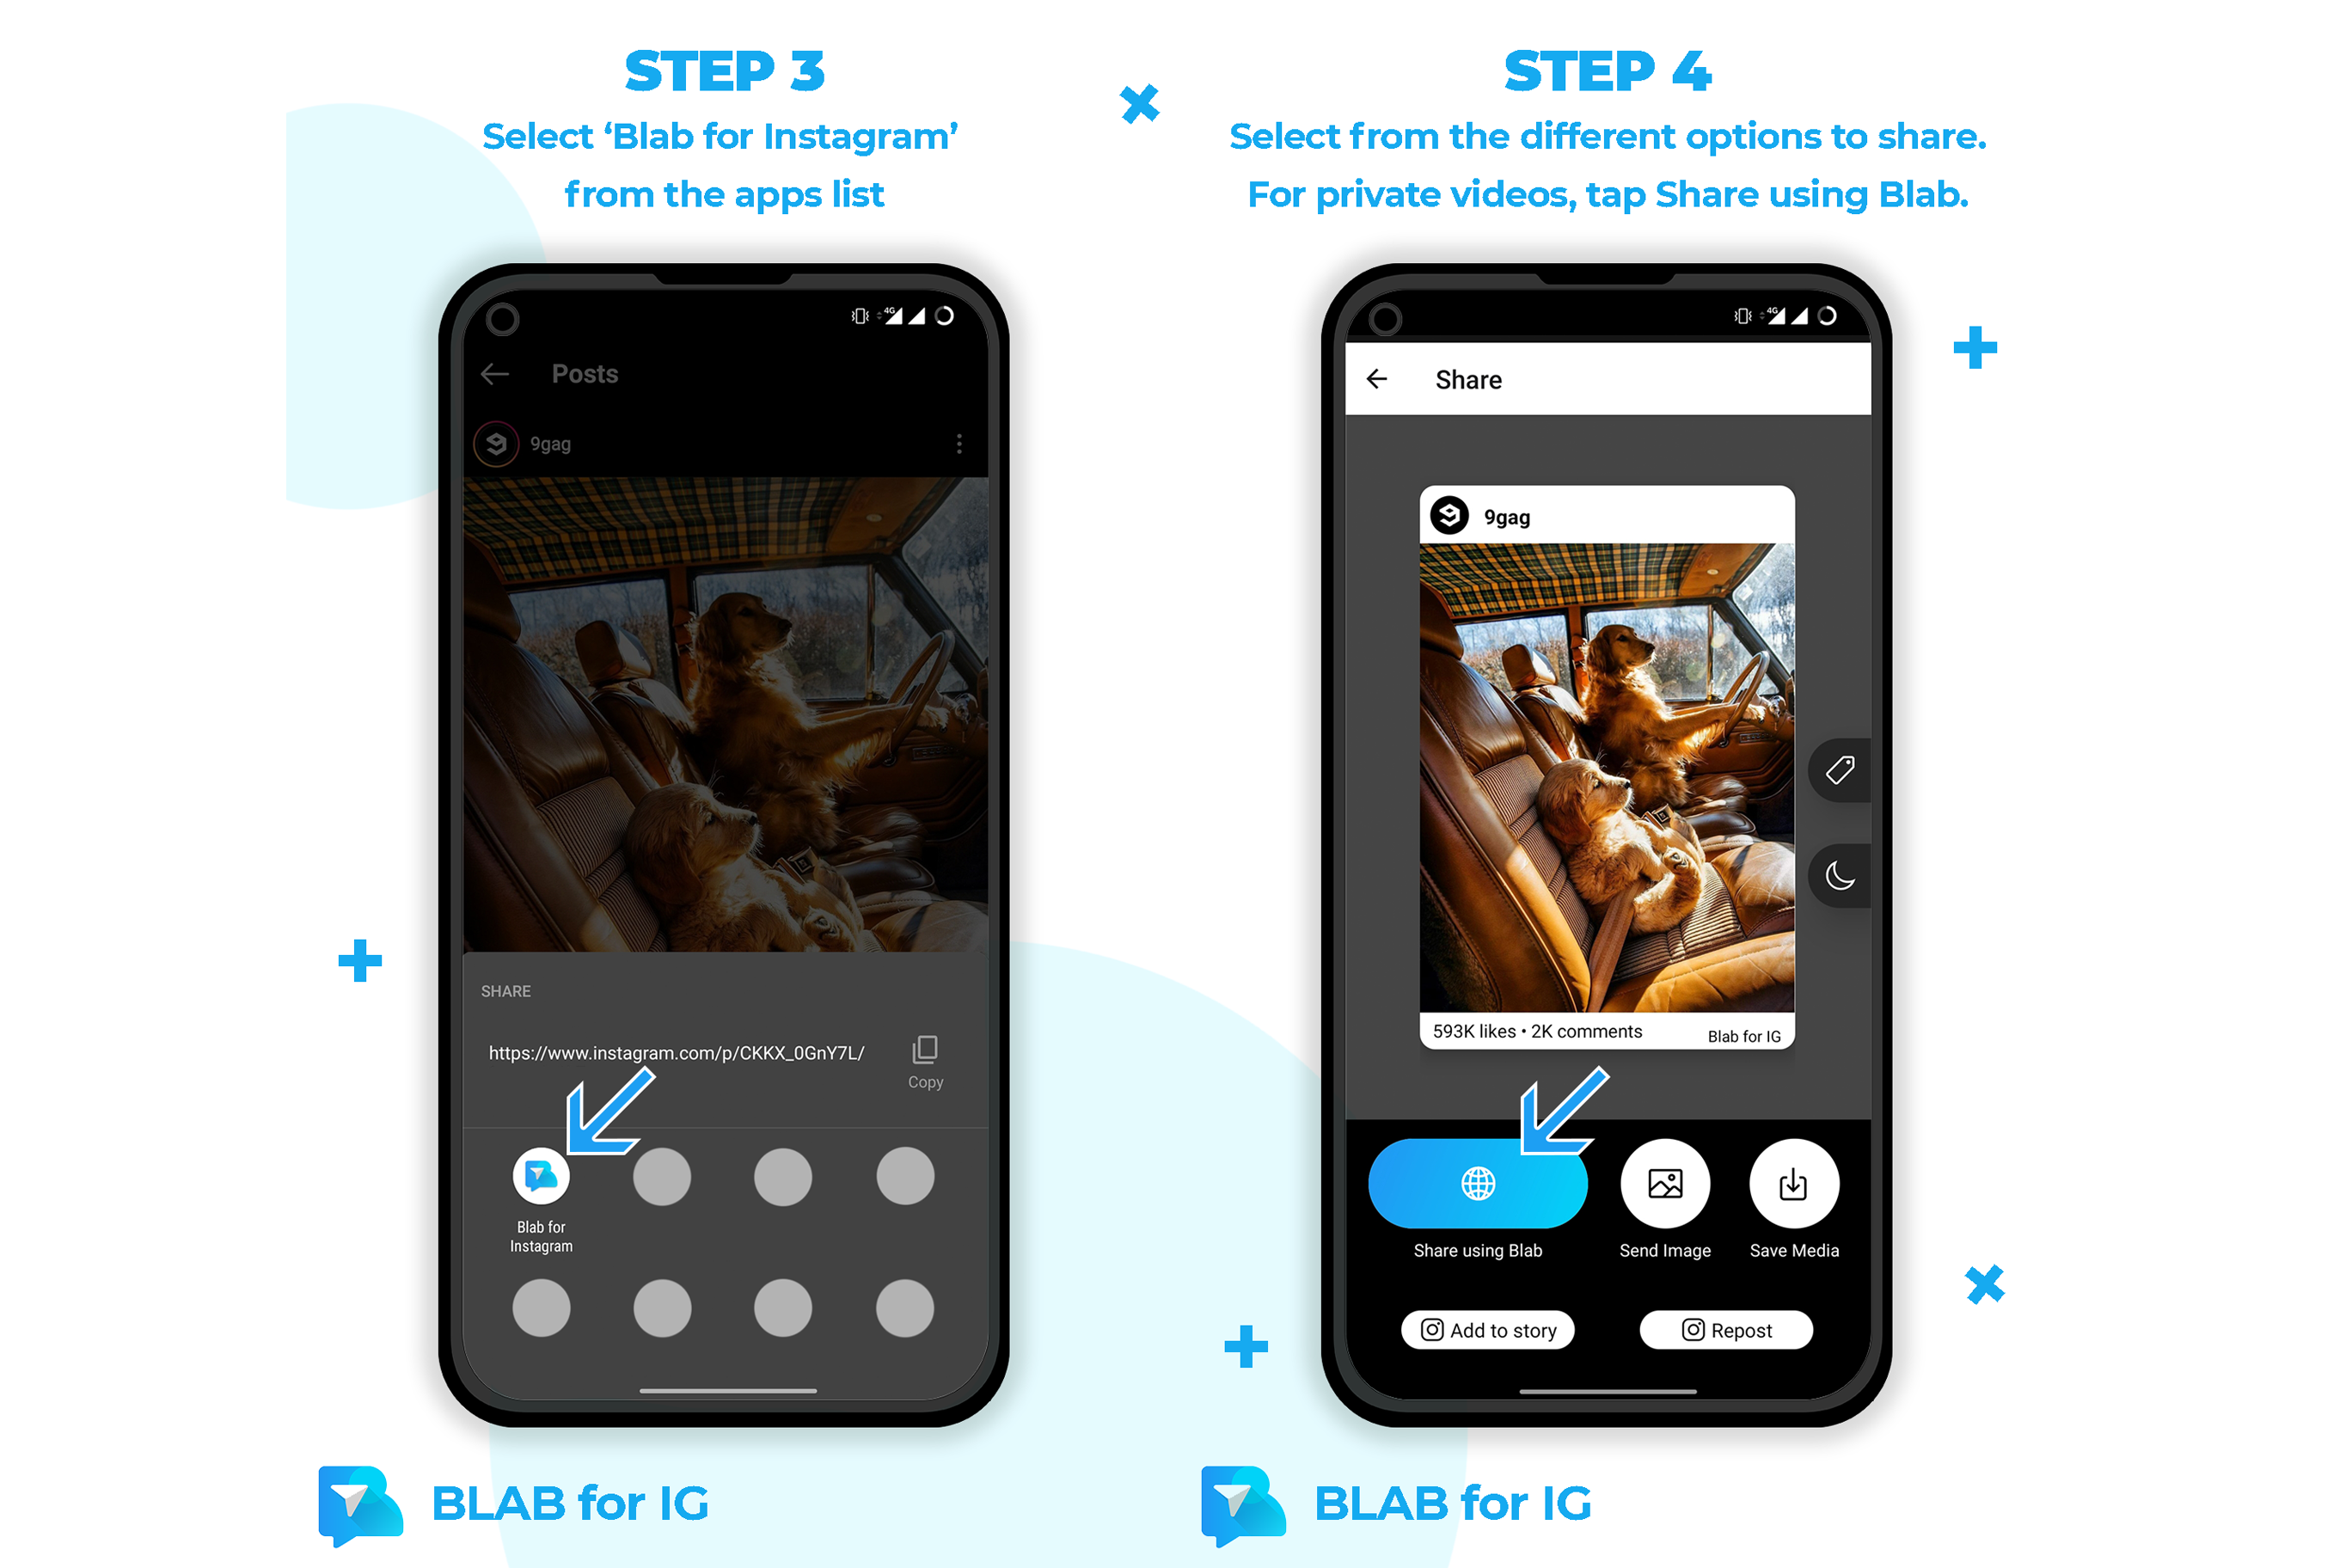 STEP 3
Select ‘Blab for Instagram’
from the apps list
4G
Posts
9gag
SHARE
https://www.instagram.com/p/CKKX_0GnY7L/
Copy
Blab for
Instagram
BLAB for IG
STEP 4
Select from the different options to share.
For private videos, tap Share using Blab.
4G
Share
9gag
593K likes • 2K comments
Blab for IG
Share using Blab
Send Image
Save Media
Add to story
Repost
BLAB for IG